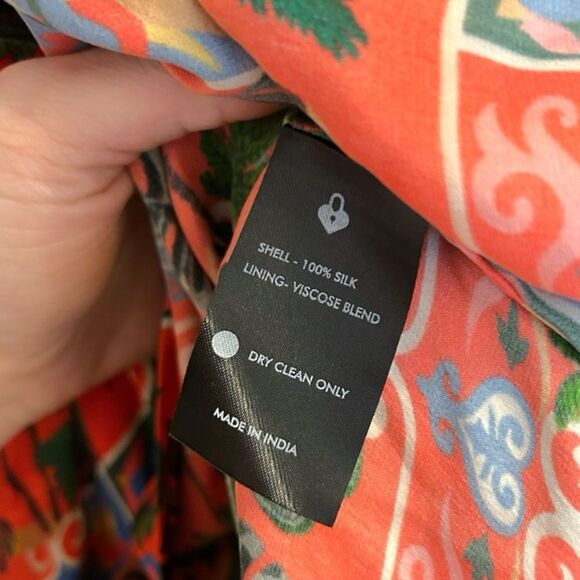 SHELL - 100% SILK
LINING- VISCOSE BLEND
DRY CLEAN ONLY
MADE IN INDIA